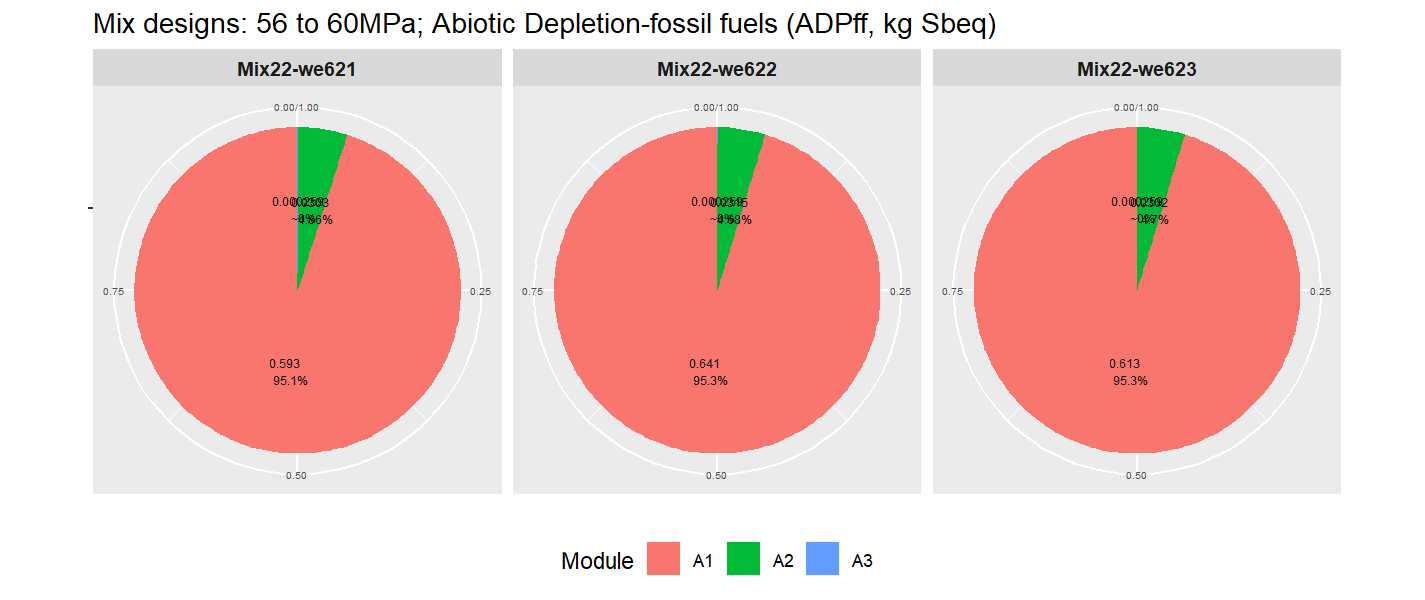 Mix designs: 56 to 60MPa; Abiotic Depletion-fossil fuels (ADPff, kg Sbeq)
Mix22-we621
Mix22-we622
Mix22-we623
0.00/1.00
0.75
0.25
0.593
95.1%
0.50
0.00/1.00
0.75
0.25
0.641
95.3%
0.50
0.00/1.00
0.75
0.25
0.613
95.3%
0.50
Module
A1
A2
A3